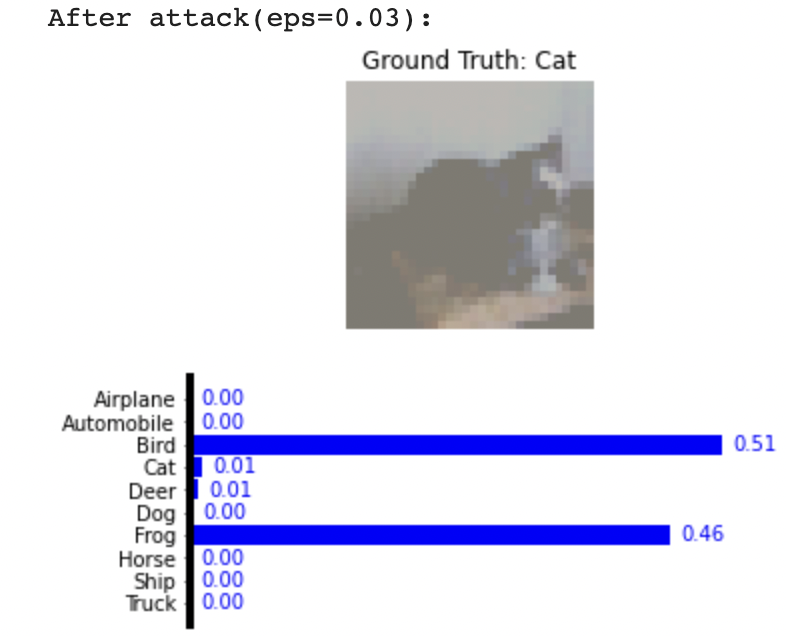 After attack(eps=0.03):
Ground Truth: Cat
Airplane 0.00
Automobile 0.00
Bird 0.51
Cat 0.01
Deer 0.01
Dog 0.00
Frog 0.46
Horse 0.00
Ship 0.00
Truck 0.00